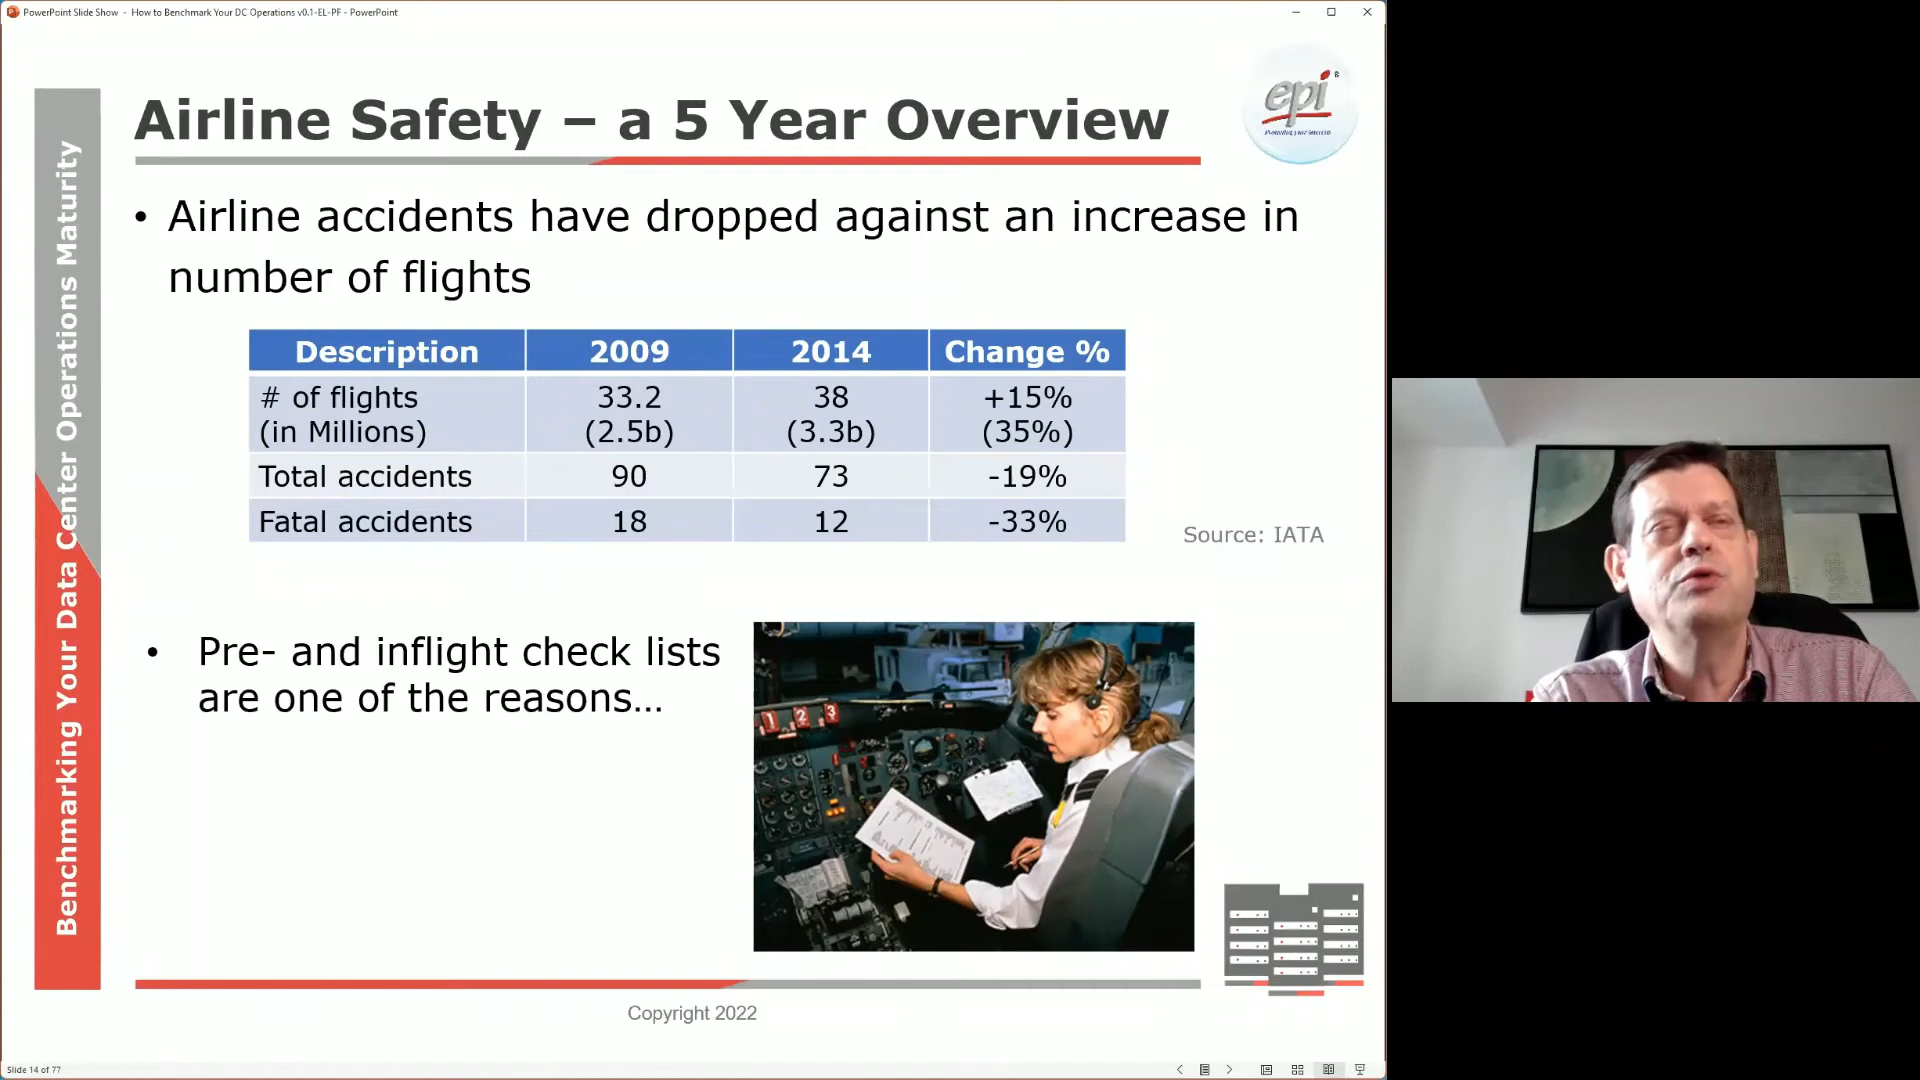 PowerPoint Slide Show - How to Benchmark Your DC Operations v0.1-EL-PF - PowerPoint
Benchmarking Your Data Center Operations Maturity
Airline Safety – a 5 Year Overview
epi
®
• Airline accidents have dropped against an increase in
number of flights
Description 2009 2014 Change %
# of flights 33.2 38 +15%
(in Millions) (2.5b) (3.3b) (35%)
Total accidents 90 73 -19%
Fatal accidents 18 12 -33%
Source: IATA
• Pre- and inflight check lists
are one of the reasons...
1 2 3
Copyright 2022
Slide 14 of 77